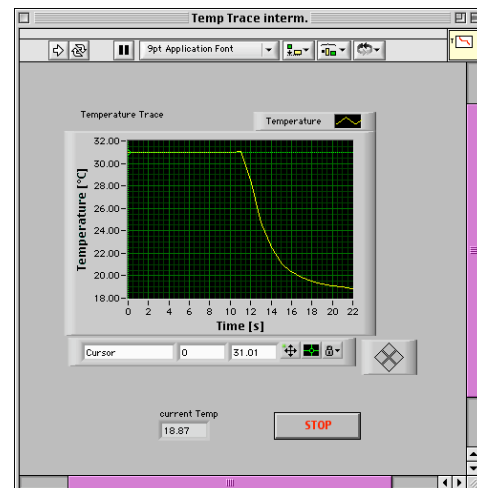 Temp Trace interm.
9pt Application Font
Temperature Trace
Temperature
32.00
30.00
28.00
26.00
24.00
22.00
20.00
18.00
Temperature [°C]
0 2 4 6 8 10 12 14 16 18 20 22
Time [s]
Cursor 0 31.01
current Temp
18.87
STOP